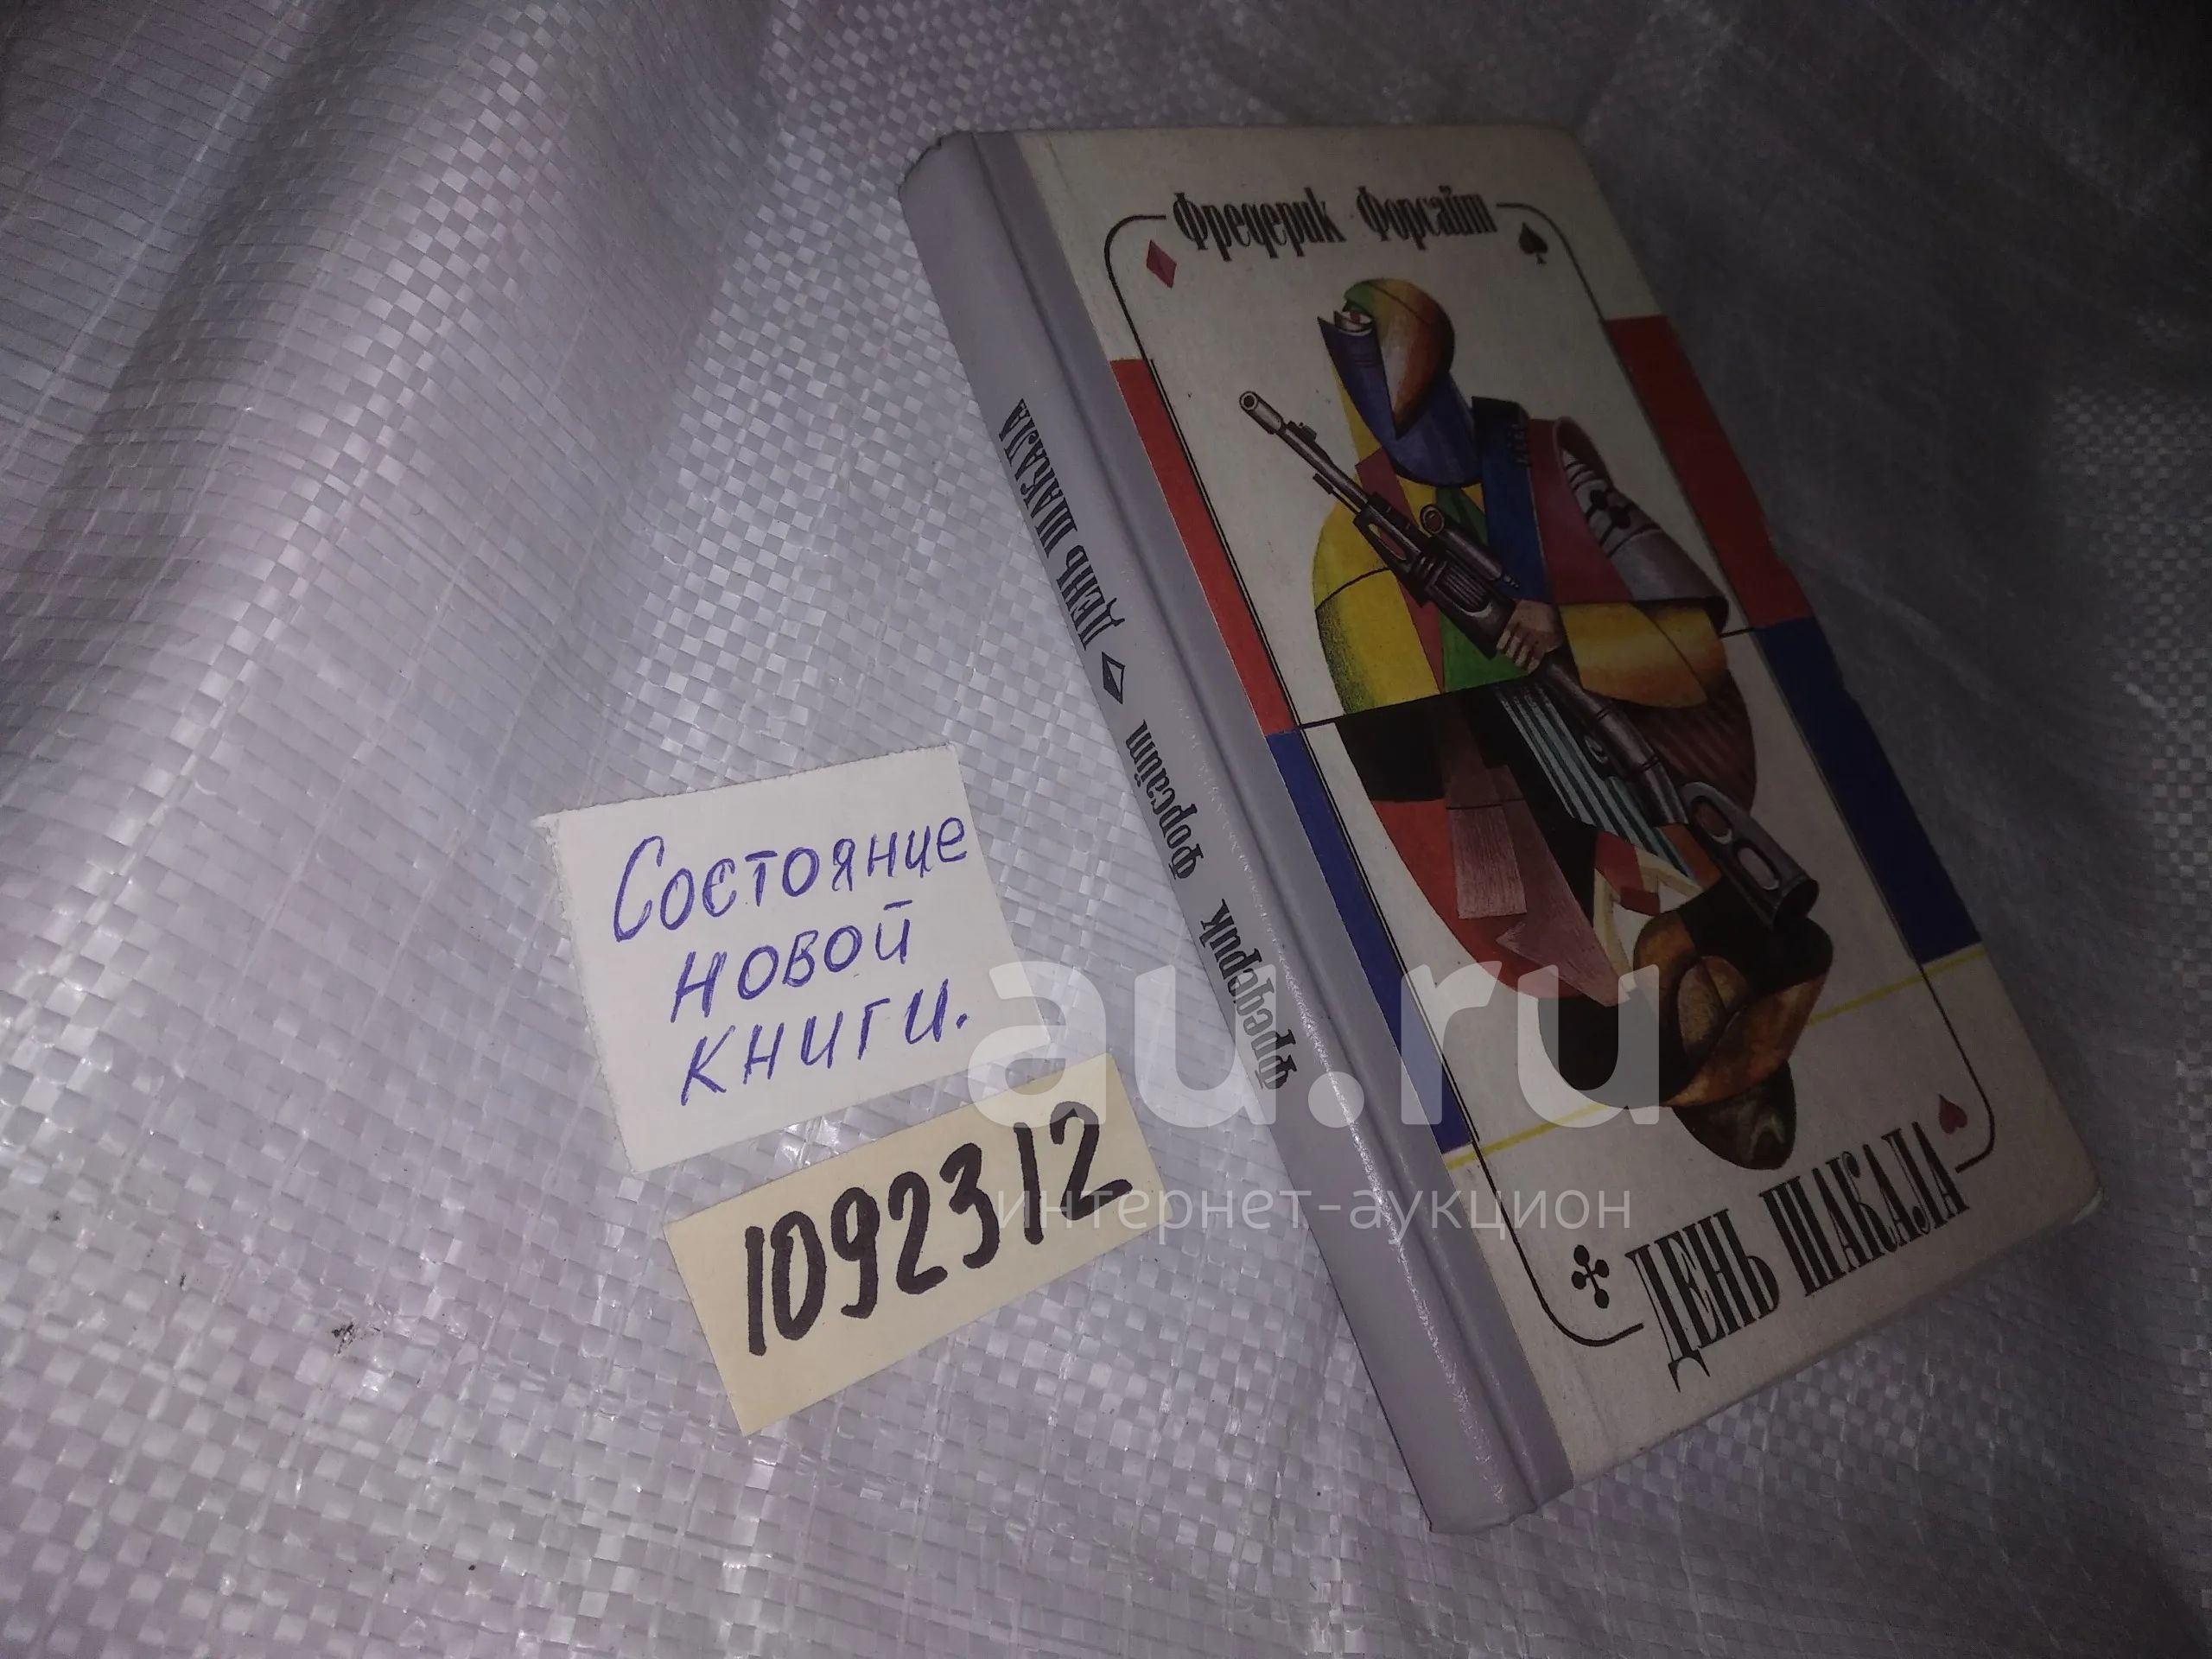 Фредерик Форсайт
ДЕНЬ ШАКАЛА
Фредерик Форсайт ДЕНЬ ШАКАЛА
Состояние
новой
книги.
1092312
au.ru
интернет-аукцион